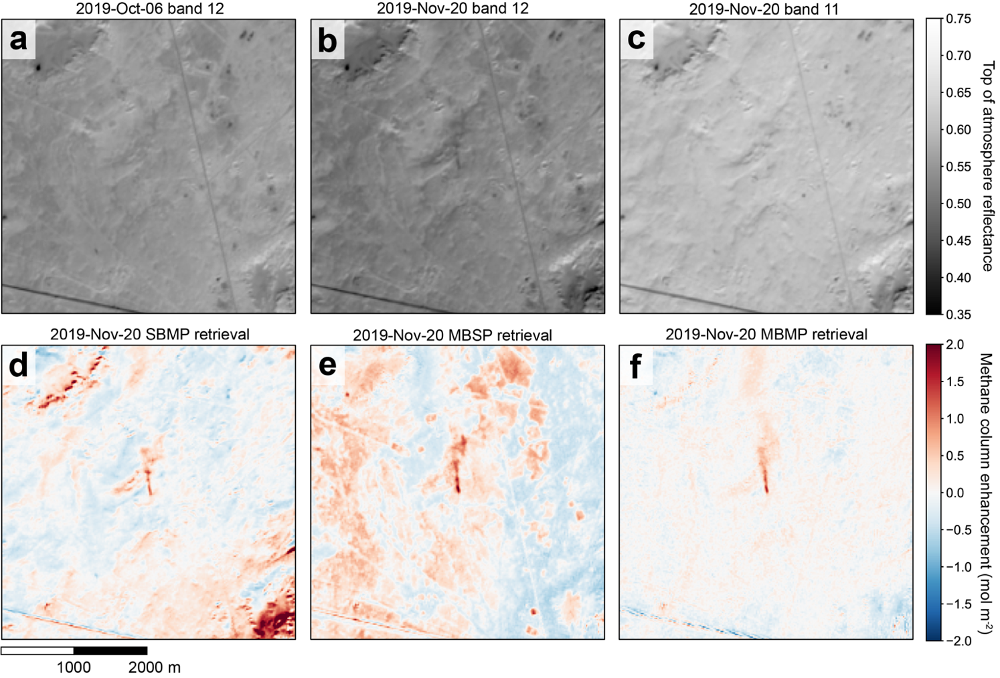 2019-Oct-06 band 12
2019-Nov-20 band 12
2019-Nov-20 band 11
a
b
c
0.75
0.70
0.65
0.60
0.55
0.50
0.45
0.40
0.35
Top of atmosphere reflectance
2019-Nov-20 SBMP retrieval
2019-Nov-20 MBSP retrieval
2019-Nov-20 MBMP retrieval
d
e
f
2.0
1.5
1.0
0.5
0.0
−0.5
−1.0
−1.5
−2.0
Methane column enhancement (mol m⁻²)
1000 2000 m